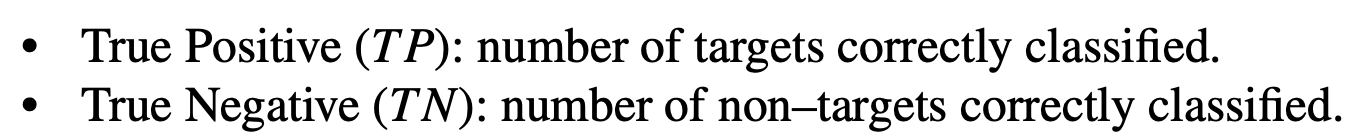 • True Positive (TP): number of targets correctly classified.
• True Negative (TN): number of non–targets correctly classified.